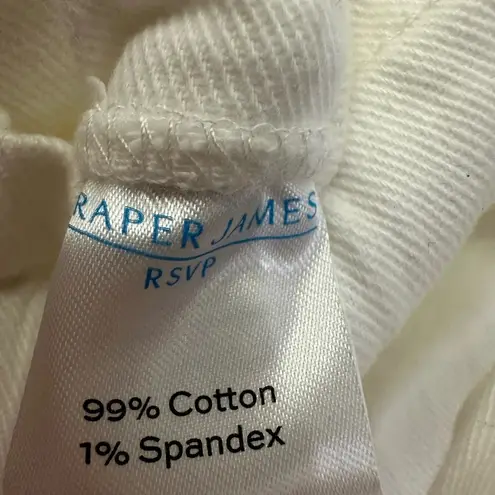 RAPER JAMES
RSVP
99% Cotton
1% Spandex